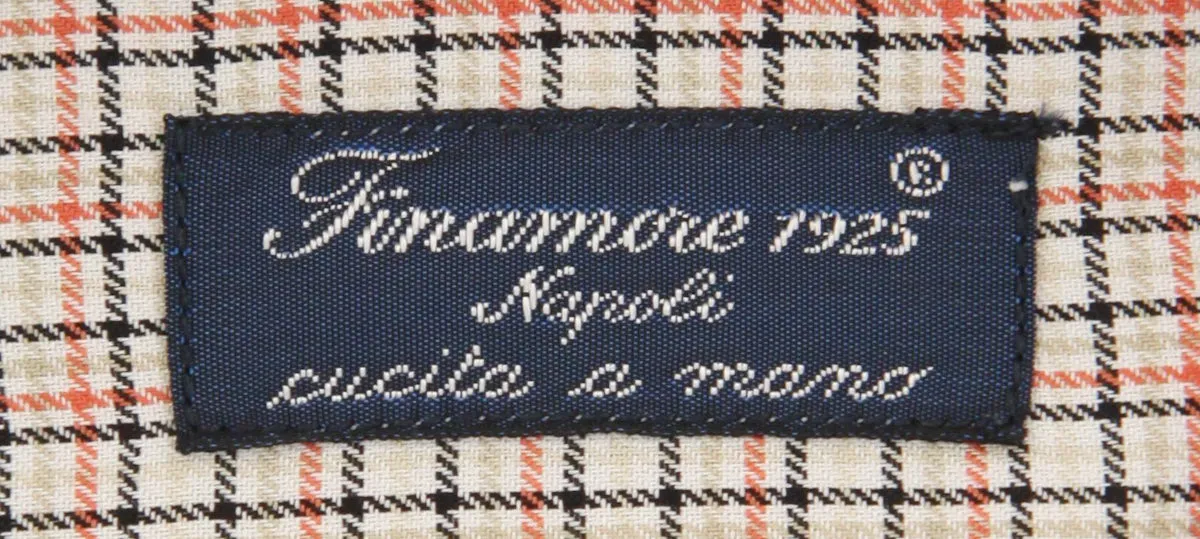 Finamore 1925 ®
Napoli
cucita a mano